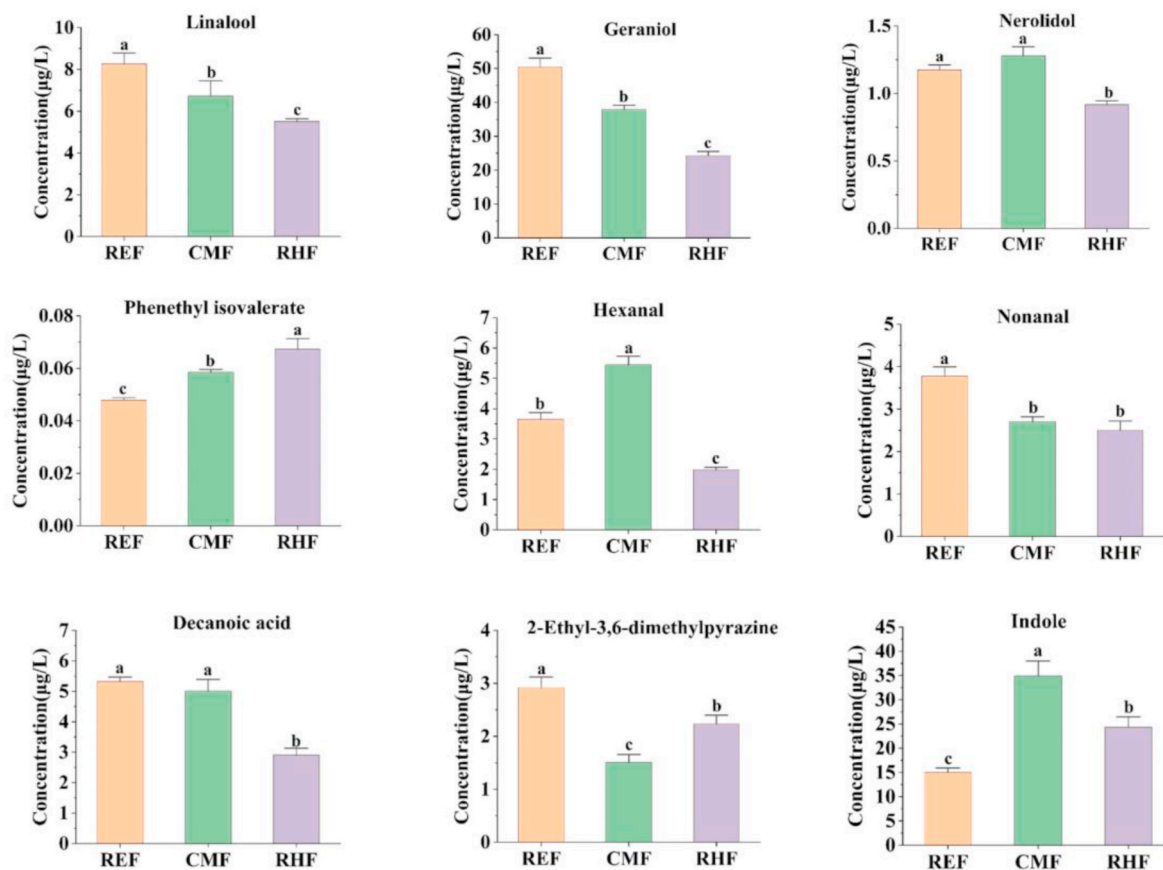 Linalool
Concentration(µg/L)
10
8
6
4
2
0
a
b
c
REF CMF RHF
Geraniol
Concentration(µg/L)
60
50
40
30
20
10
0
a
b
c
REF CMF RHF
Nerolidol
Concentration(µg/L)
1.5
1.0
0.5
0.0
a
a
b
REF CMF RHF
Phenethyl isovalerate
Concentration(µg/L)
0.08
0.06
0.04
0.02
0.00
c
b
a
REF CMF RHF
Hexanal
Concentration(µg/L)
7
6
5
4
3
2
1
0
b
a
c
REF CMF RHF
Nonanal
Concentration(µg/L)
5
4
3
2
1
0
a
b
b
REF CMF RHF
Decanoic acid
Concentration(µg/L)
7
6
5
4
3
2
1
0
a
a
b
REF CMF RHF
2-Ethyl-3,6-dimethylpyrazine
Concentration(µg/L)
4
3
2
1
0
a
c
b
REF CMF RHF
Indole
Concentration(µg/L)
45
40
35
30
25
20
15
10
5
0
c
a
b
REF CMF RHF